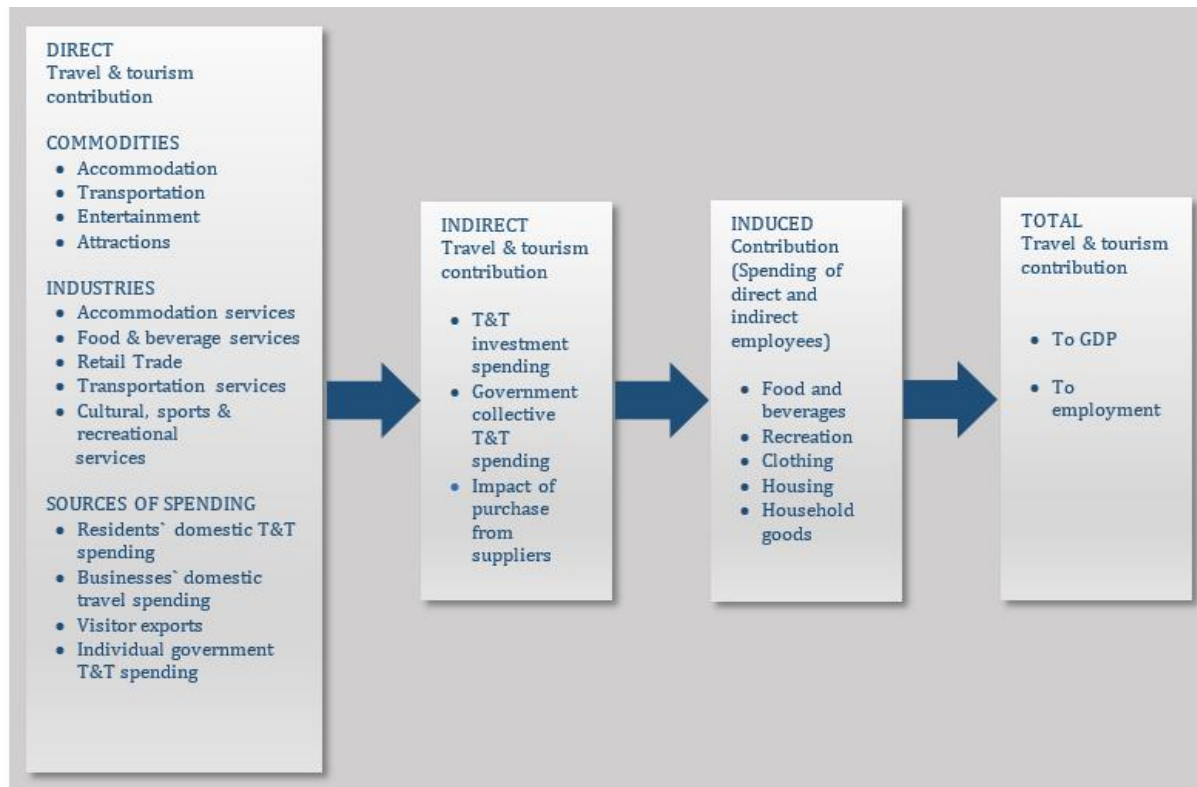 DIRECT
Travel & tourism
contribution
COMMODITIES
• Accommodation
• Transportation
• Entertainment
• Attractions
INDUSTRIES
• Accommodation services
• Food & beverage services
• Retail Trade
• Transportation services
• Cultural, sports &
recreational
services
SOURCES OF SPENDING
• Residents` domestic T&T
spending
• Businesses` domestic
travel spending
• Visitor exports
• Individual government
T&T spending
INDIRECT
Travel & tourism
contribution
• T&T
investment
spending
• Government
collective
T&T
spending
• Impact of
purchase
from
suppliers
INDUCED
Contribution
(Spending of
direct and
indirect
employees)
• Food and
beverages
• Recreation
• Clothing
• Housing
• Household
goods
TOTAL
Travel & tourism
contribution
• To GDP
• To
employment